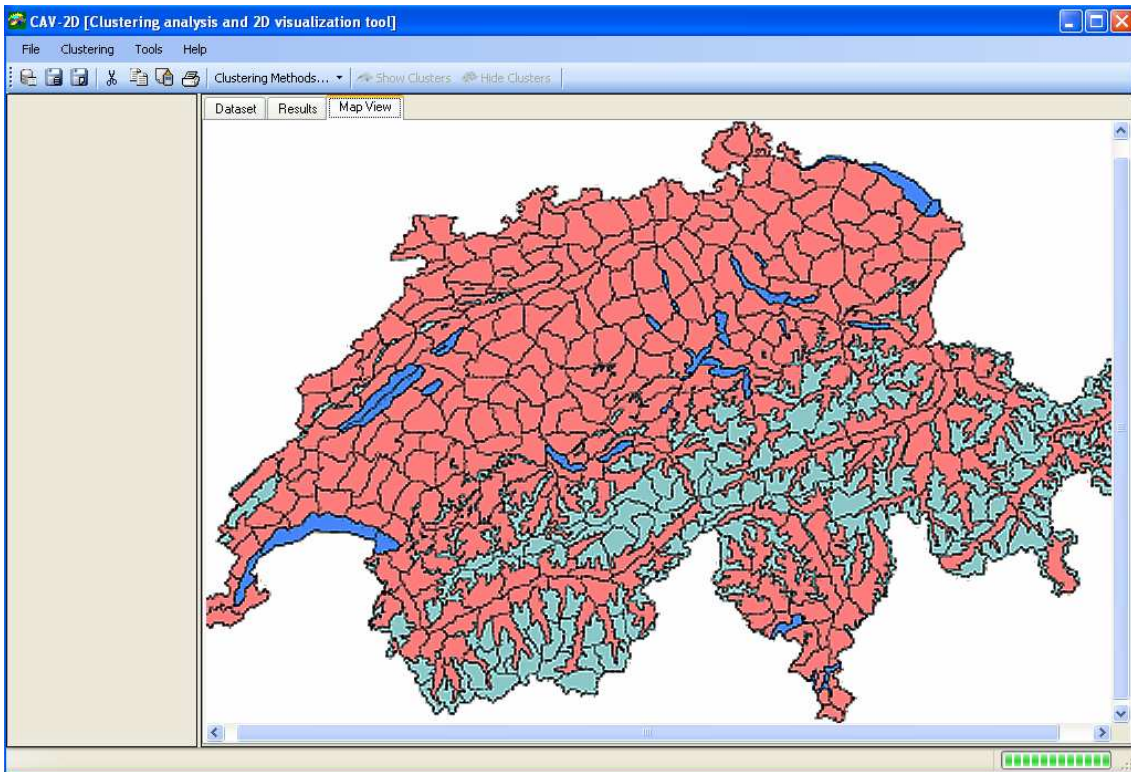 CAV-2D [Clustering analysis and 2D visualization tool]
File Clustering Tools Help
Clustering Methods... Show Clusters Hide Clusters
Dataset Results Map View